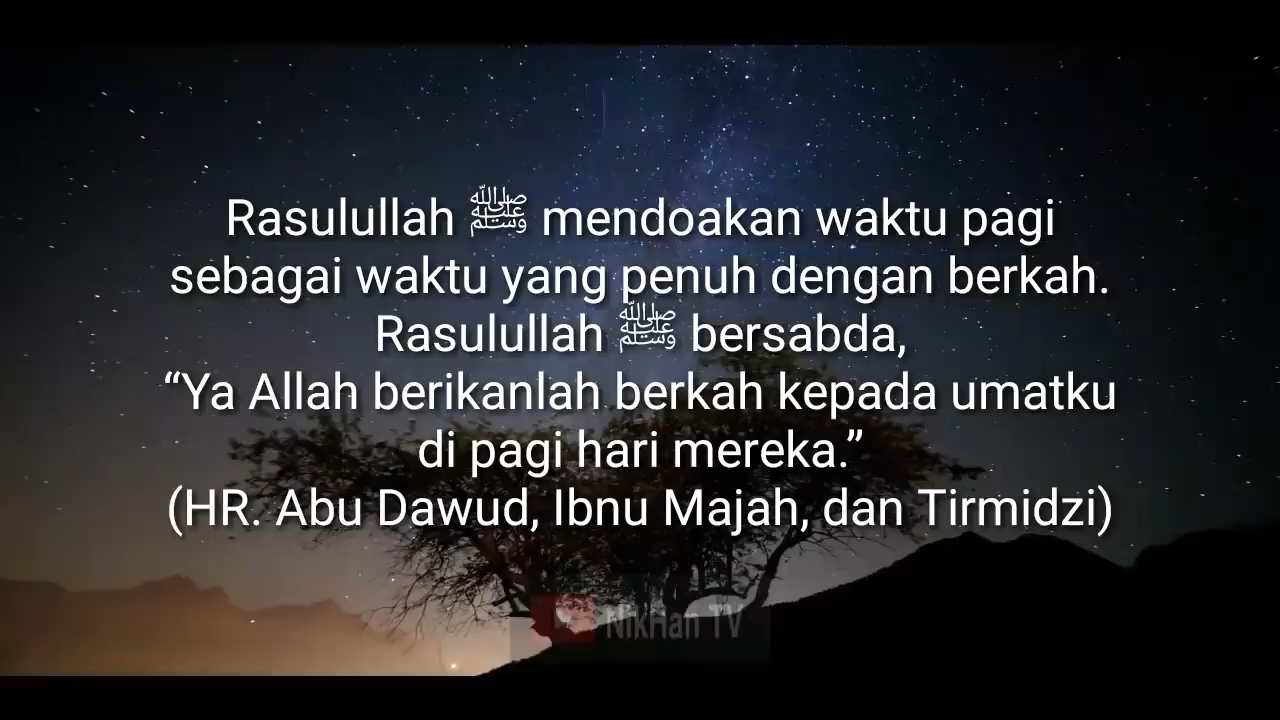 Rasulullah ﷺ mendoakan waktu pagi
sebagai waktu yang penuh dengan berkah.
Rasulullah ﷺ bersabda,
“Ya Allah berikanlah berkah kepada umatku
di pagi hari mereka.”
(HR. Abu Dawud, Ibnu Majah, dan Tirmidzi)
NikHan TV